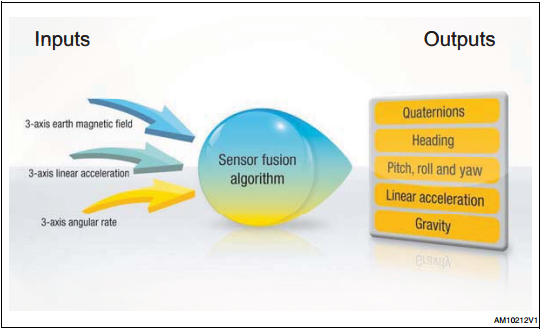 Inputs
Outputs
3-axis earth magnetic field
3-axis linear acceleration
3-axis angular rate
Sensor fusion
algorithm
Quaternions
Heading
Pitch, roll and yaw
Linear acceleration
Gravity
AM10212V1